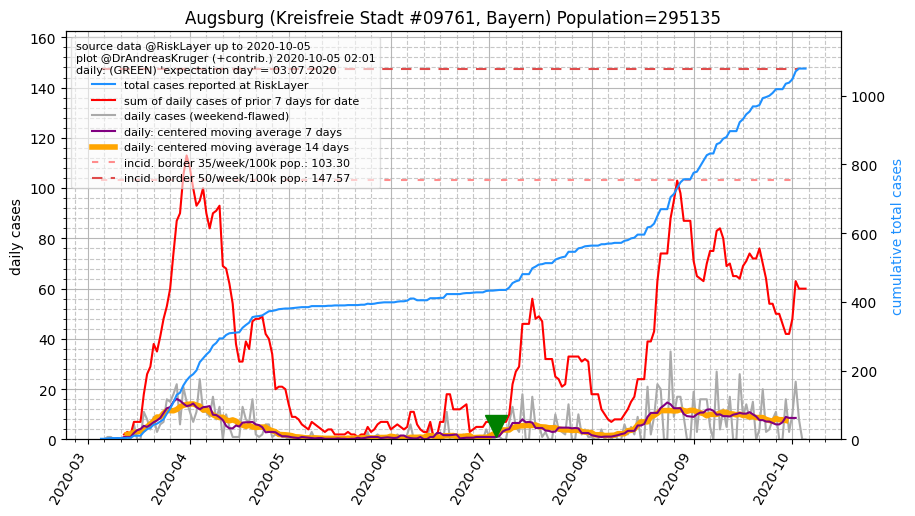 Augsburg (Kreisfreie Stadt #09761, Bayern) Population=295135
source data @RiskLayer up to 2020-10-05
plot @DrAndreasKruger (+contrib.) 2020-10-05 02:01
daily: (GREEN) 'expectation day' = 03.07.2020
total cases reported at RiskLayer
sum of daily cases of prior 7 days for date
daily cases (weekend-flawed)
daily: centered moving average 7 days
daily: centered moving average 14 days
incid. border 35/week/100k pop.: 103.30
incid. border 50/week/100k pop.: 147.57
daily cases
160
140
120
100
80
60
40
20
0
cumulative total cases
1000
800
600
400
200
0
2020-03
2020-04
2020-05
2020-06
2020-07
2020-08
2020-09
2020-10